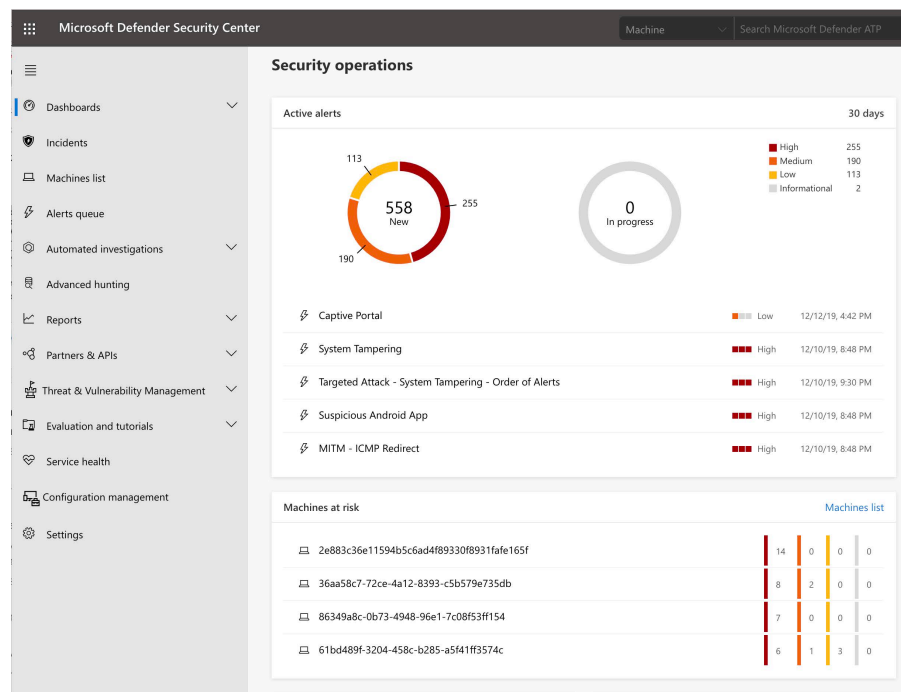 Microsoft Defender Security Center
Machine
Search Microsoft Defender ATP
Dashboards
Incidents
Machines list
Alerts queue
Automated investigations
Advanced hunting
Reports
Partners & APIs
Threat & Vulnerability Management
Evaluation and tutorials
Service health
Configuration management
Settings
Security operations
Active alerts 30 days
113
255
190
558
New
0
In progress
High 255
Medium 190
Low 113
Informational 2
Captive Portal Low 12/12/19, 4:42 PM
System Tampering High 12/10/19, 8:48 PM
Targeted Attack - System Tampering - Order of Alerts High 12/10/19, 9:30 PM
Suspicious Android App High 12/10/19, 8:48 PM
MITM - ICMP Redirect High 12/10/19, 8:48 PM
Machines at risk Machines list
2e883c36e11594b5c6ad4f89330f8931fafe165f 14 0 0 0
36aa58c7-72ce-4a12-8393-c5b579e735db 8 2 0 0
86349a8c-0b73-4948-96e1-7c08f53ff154 7 0 0 0
61bd489f-3204-458c-b285-a5f41ff3574c 6 1 3 0